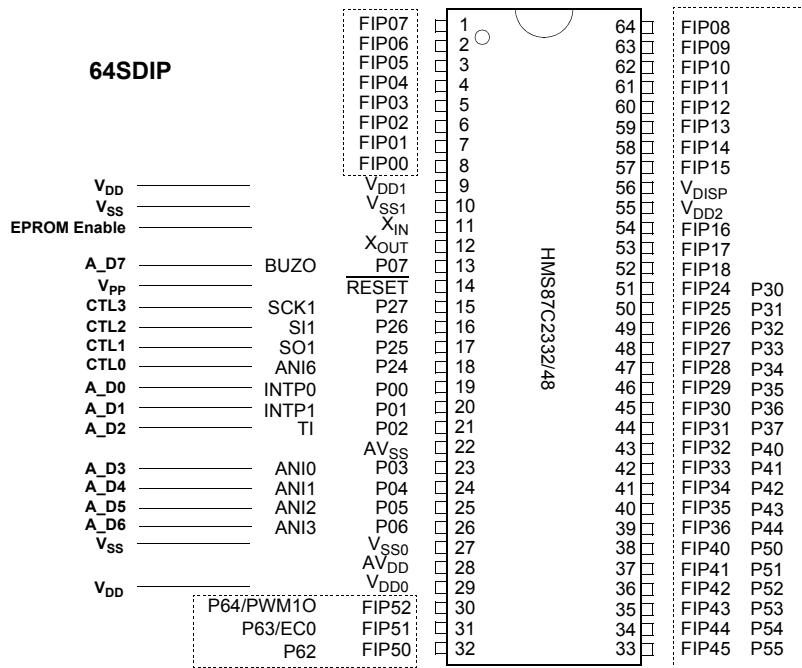 64SDIP
FIP07 1 64 FIP08
FIP06 2 63 FIP09
FIP05 3 62 FIP10
FIP04 4 61 FIP11
FIP03 5 60 FIP12
FIP02 6 59 FIP13
FIP01 7 58 FIP14
FIP00 8 57 FIP15
VDD VDD1 9 56 VDISP
VSS VSS1 10 55 VDD2
EPROM Enable XIN 11 54 FIP16
XOUT 12 53 FIP17
A_D7 BUZO P07 13 52 FIP18
VPP RESET 14 51 FIP24 P30
CTL3 SCK1 P27 15 50 FIP25 P31
CTL2 SI1 P26 16 49 FIP26 P32
CTL1 SO1 P25 17 48 FIP27 P33
CTL0 ANI6 P24 18 47 FIP28 P34
A_D0 INTP0 P00 19 46 FIP29 P35
A_D1 INTP1 P01 20 45 FIP30 P36
A_D2 TI P02 21 44 FIP31 P37
AVSS 22 43 FIP32 P40
A_D3 ANI0 P03 23 42 FIP33 P41
A_D4 ANI1 P04 24 41 FIP34 P42
A_D5 ANI2 P05 25 40 FIP35 P43
A_D6 ANI3 P06 26 39 FIP36 P44
VSS VSS0 27 38 FIP40 P50
AVDD 28 37 FIP41 P51
VDD VDD0 29 36 FIP42 P52
P64/PWM1O FIP52 30 35 FIP43 P53
P63/EC0 FIP51 31 34 FIP44 P54
P62 FIP50 32 33 FIP45 P55
HMS87C2332/48